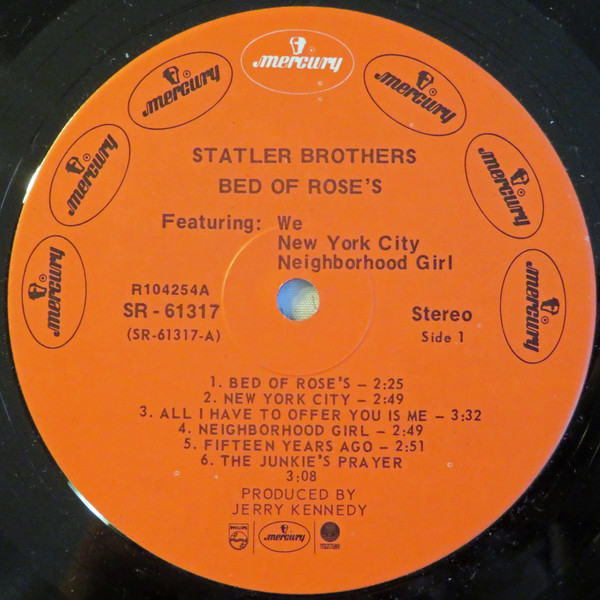 mercury
mercury
mercury
mercury
mercury
mercury
mercury
STATLER BROTHERS
BED OF ROSE'S
Featuring: We
New York City
Neighborhood Girl
R104254A
SR - 61317
(SR-61317-A)
Stereo
Side 1
1. BED OF ROSE'S – 2:25
2. NEW YORK CITY – 2:49
3. ALL I HAVE TO OFFER YOU IS ME – 3:32
4. NEIGHBORHOOD GIRL – 2:49
5. FIFTEEN YEARS AGO – 2:51
6. THE JUNKIE'S PRAYER
3:08
PRODUCED BY
JERRY KENNEDY
mercury